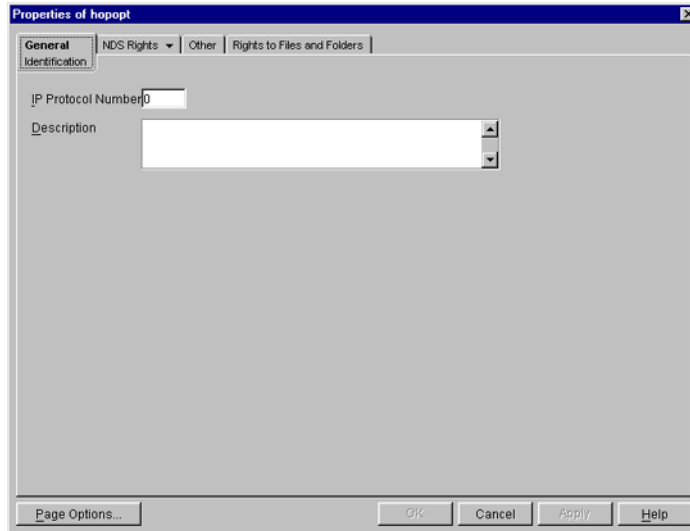 Properties of hopopt
General NDS Rights Other Rights to Files and Folders
Identification
IP Protocol Number 0
Description
Page Options... OK Cancel Apply Help